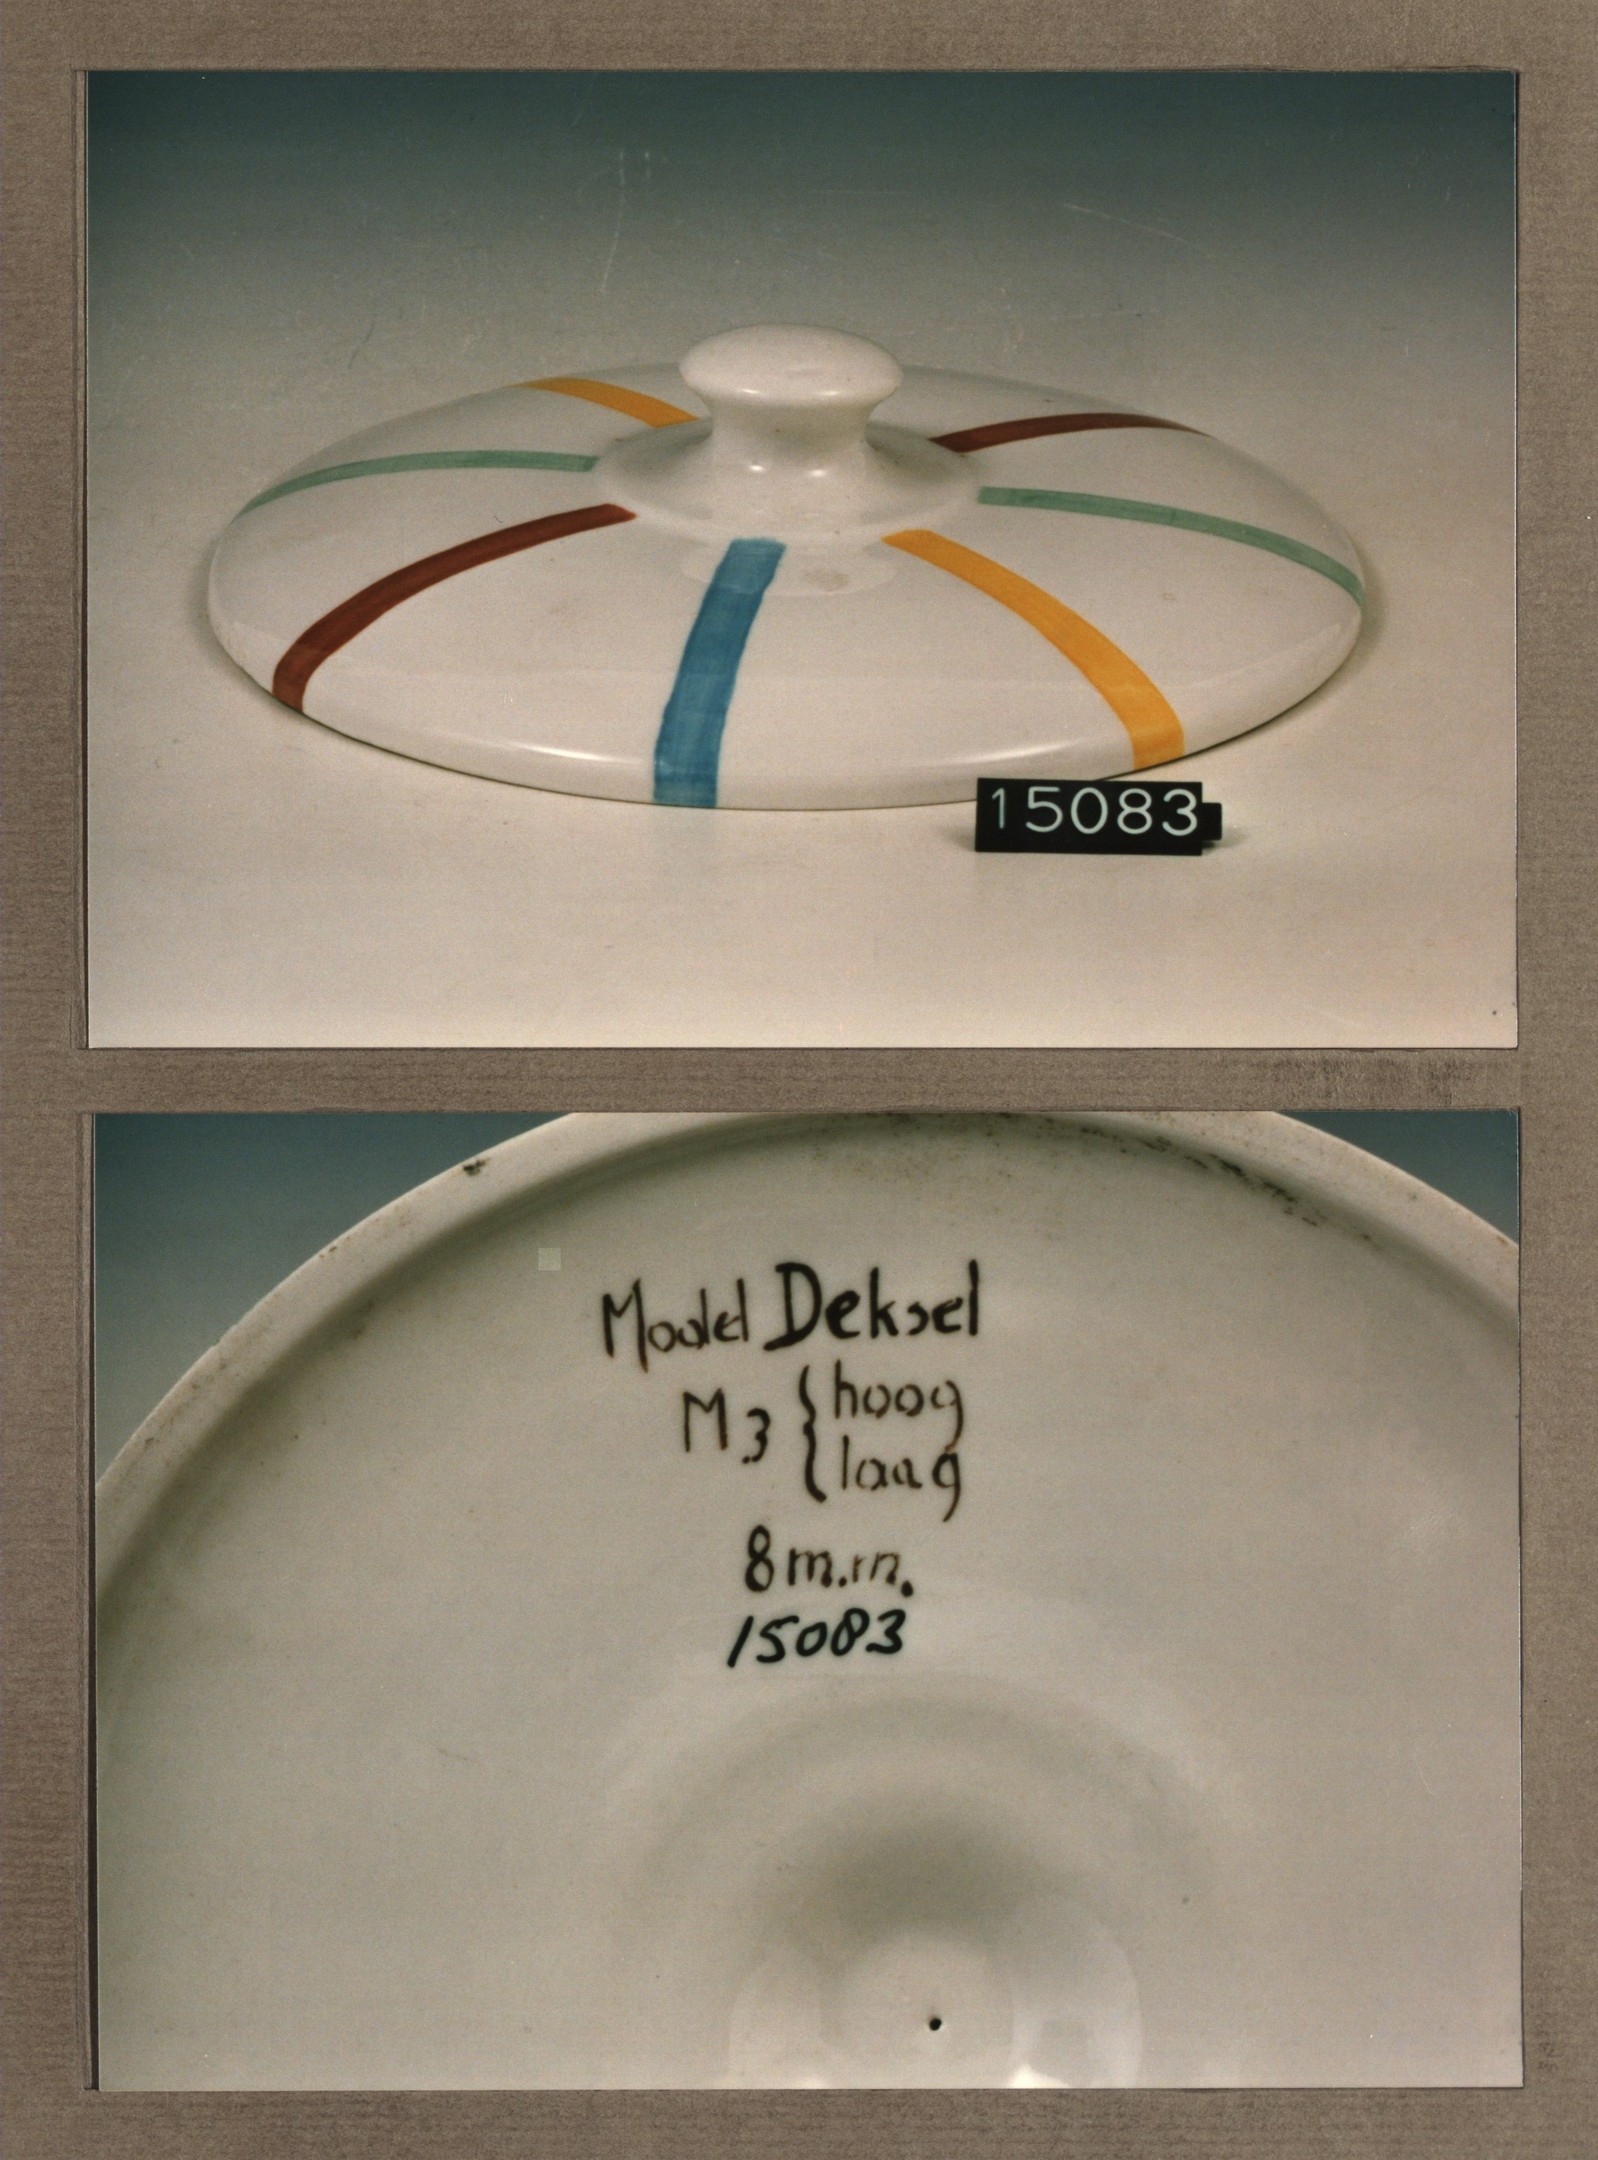 15083
Model Deksel
M3 { hoog
laag
8 m.m.
15083